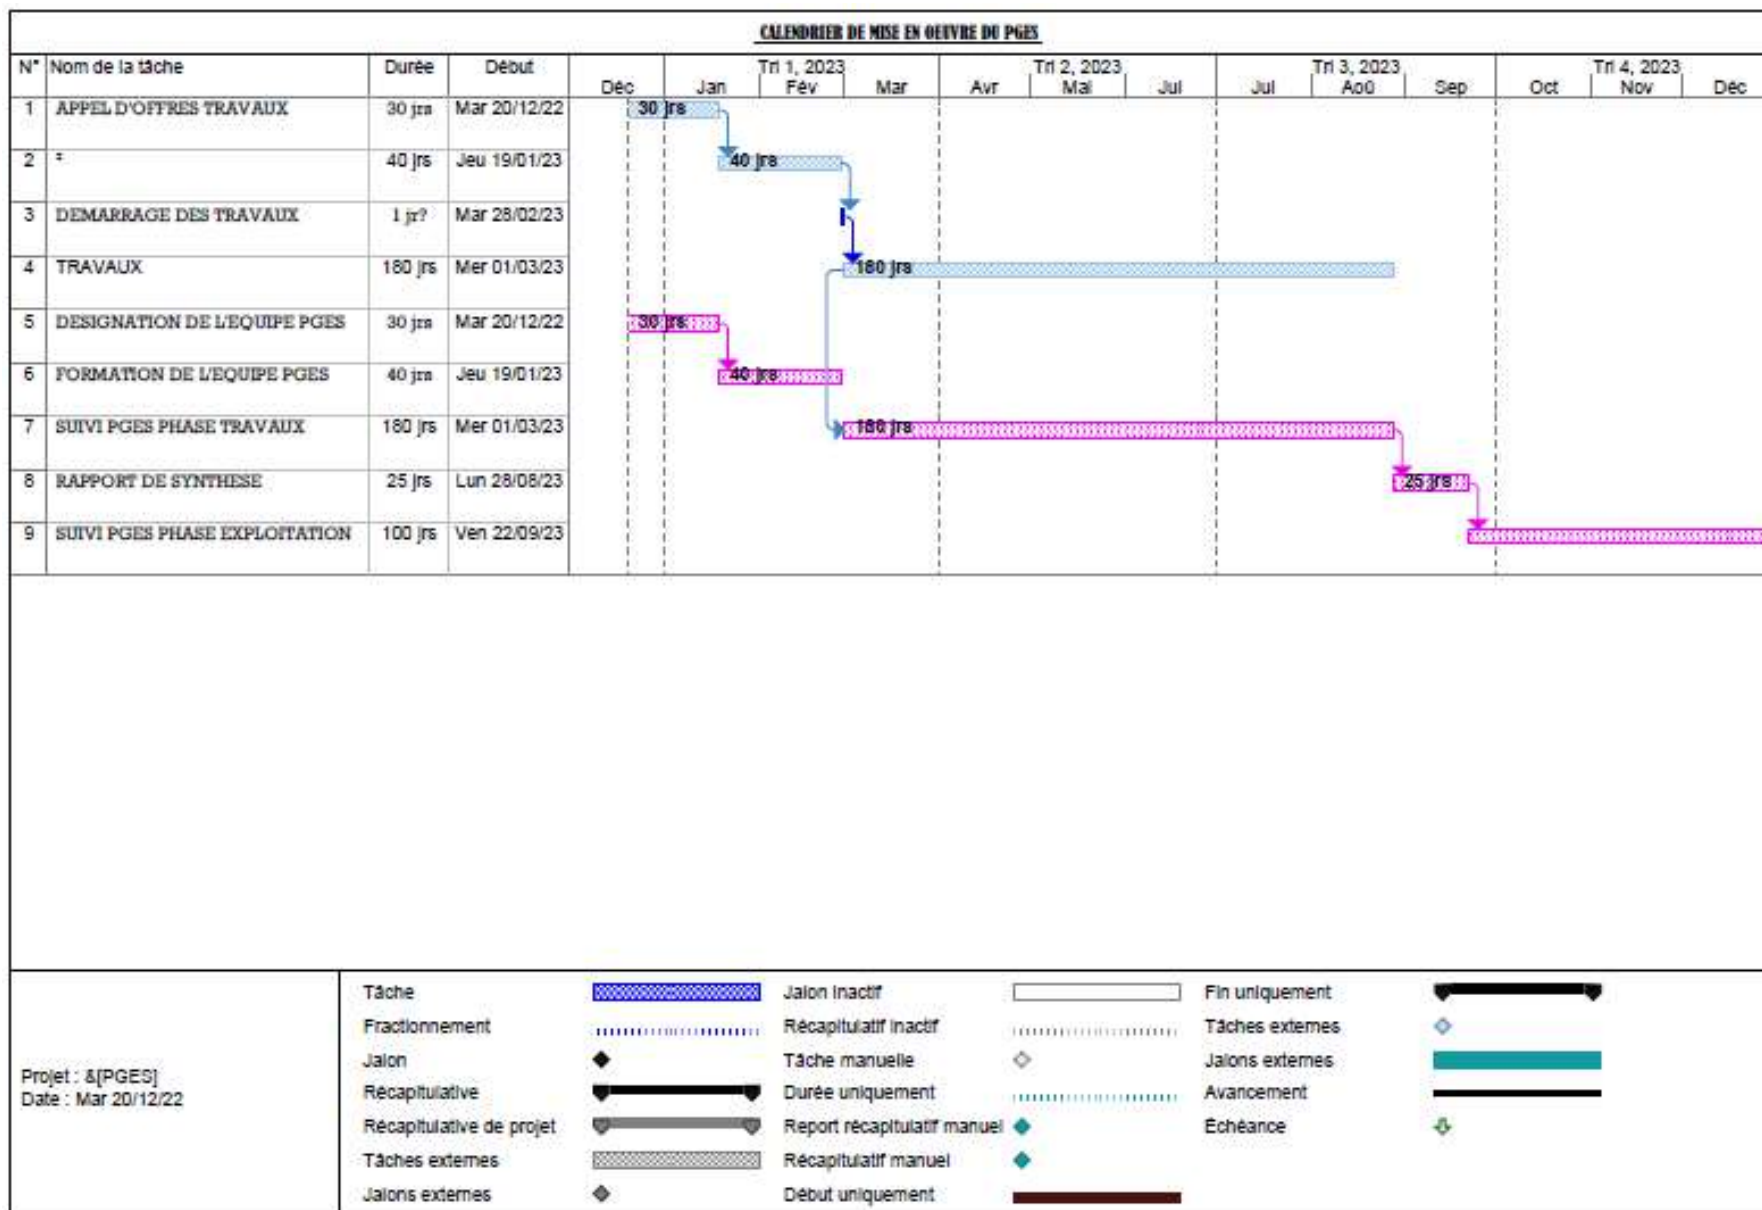 CALENDRIER DE MISE EN OEUVRE DU PGES
N° Nom de la tâche Durée Début Tri 1, 2023 Tri 2, 2023 Tri 3, 2023 Tri 4, 2023
Déc Jan Fév Mar Avr Mai Jui Jul Aoû Sep Oct Nov Déc
1 APPEL D'OFFRES TRAVAUX 30 jrs Mar 20/12/22 30 jrs
2 40 jrs Jeu 19/01/23 40 jrs
3 DEMARRAGE DES TRAVAUX 1 jr? Mar 28/02/23
4 TRAVAUX 180 jrs Mer 01/03/23 180 jrs
5 DESIGNATION DE L'EQUIPE PGES 30 jrs Mar 20/12/22 30 jrs
6 FORMATION DE L'EQUIPE PGES 40 jrs Jeu 19/01/23 40 jrs
7 SUIVI PGES PHASE TRAVAUX 180 jrs Mer 01/03/23 180 jrs
8 RAPPORT DE SYNTHESE 25 jrs Lun 28/08/23 25 jrs
9 SUIVI PGES PHASE EXPLOITATION 100 jrs Ven 22/09/23
Projet : &[PGES]
Date : Mar 20/12/22
Tâche
Fractionnement
Jalon
Récapitulative
Récapitulative de projet
Tâches externes
Jalons externes
Jalon inactif
Récapitulatif inactif
Tâche manuelle
Durée uniquement
Report récapitulatif manuel
Récapitulatif manuel
Début uniquement
Fin uniquement
Tâches externes
Jalons externes
Avancement
Échéance